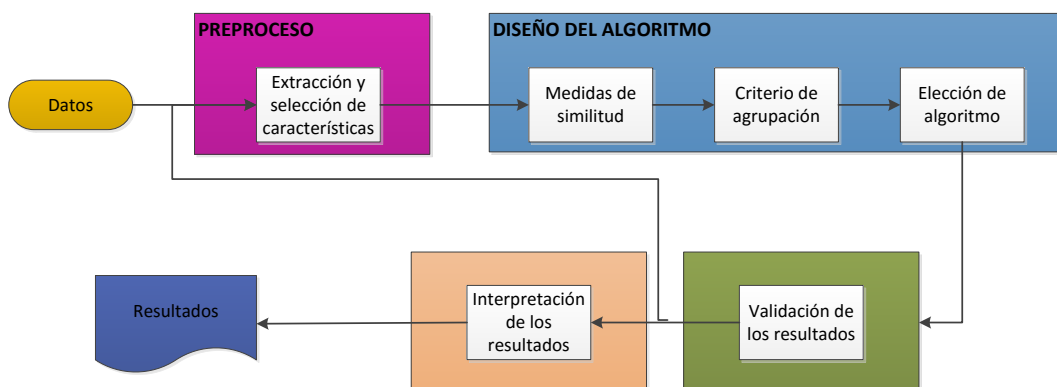 PREPROCESO
DISEÑO DEL ALGORITMO
Datos
Extracción y
selección de
características
Medidas de
similitud
Criterio de
agrupación
Elección de
algoritmo
Resultados
Interpretación
de los
resultados
Validación de
los resultados